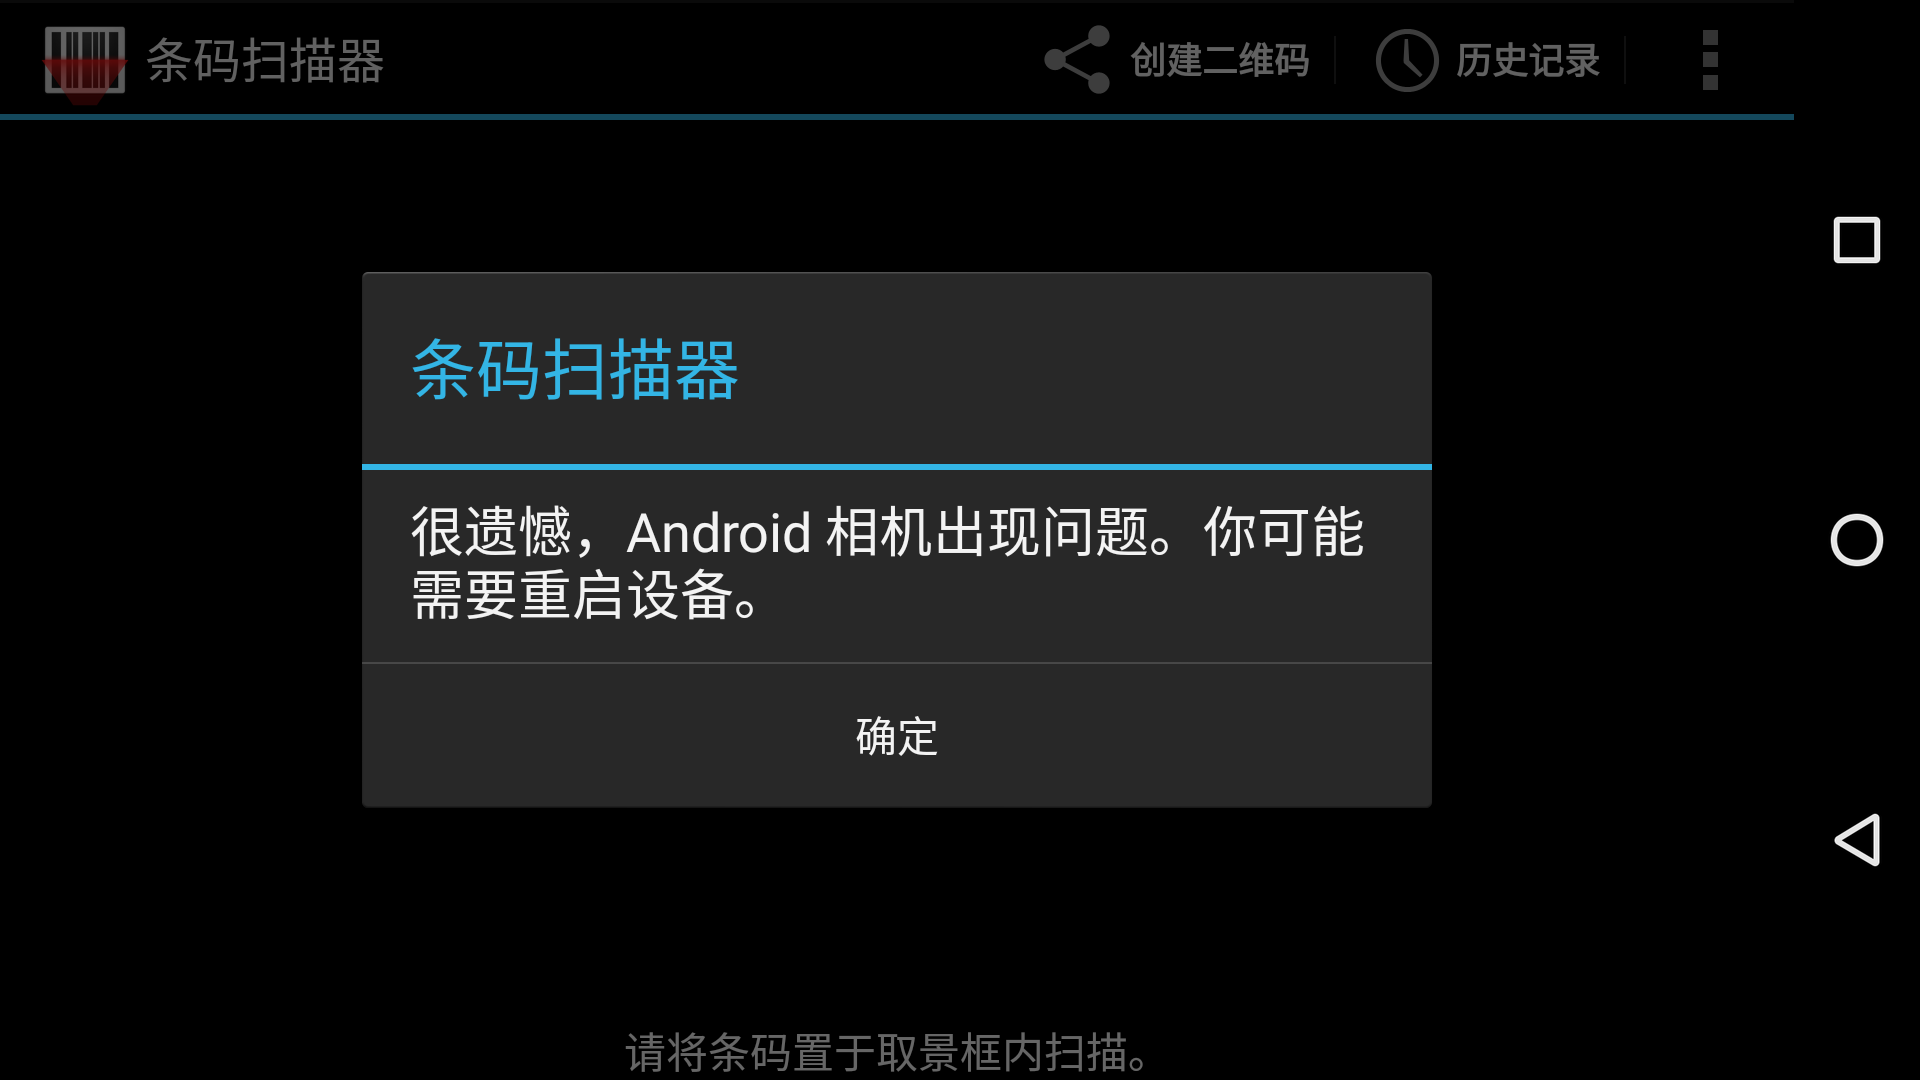 条码扫描器
创建二维码
历史记录
条码扫描器
很遗憾，Android 相机出现问题。你可能
需要重启设备。
确定
请将条码置于取景框内扫描。